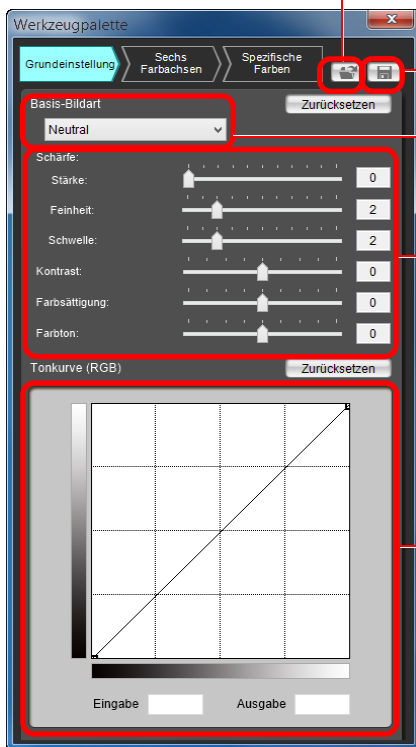 Werkzeugpalette
Grundeinstellung
Sechs
Farbachsen
Spezifische
Farben
Basis-Bildart
Zurücksetzen
Neutral
Schärfe:
Stärke:
0
Feinheit:
2
Schwelle:
2
Kontrast:
0
Farbsättigung:
0
Farbton:
0
Tonkurve (RGB)
Zurücksetzen
Eingabe
Ausgabe